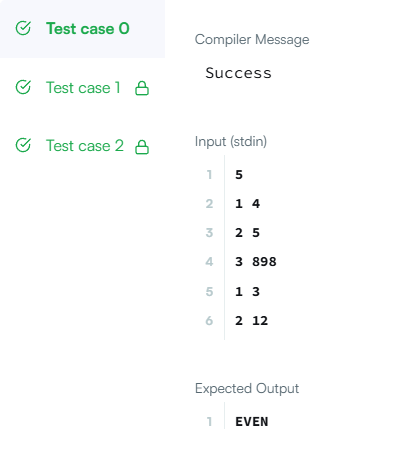 Test case 0
Test case 1
Test case 2
Compiler Message
Success
Input (stdin)
1 5
2 1 4
3 2 5
4 3 898
5 1 3
6 2 12
Expected Output
1 EVEN